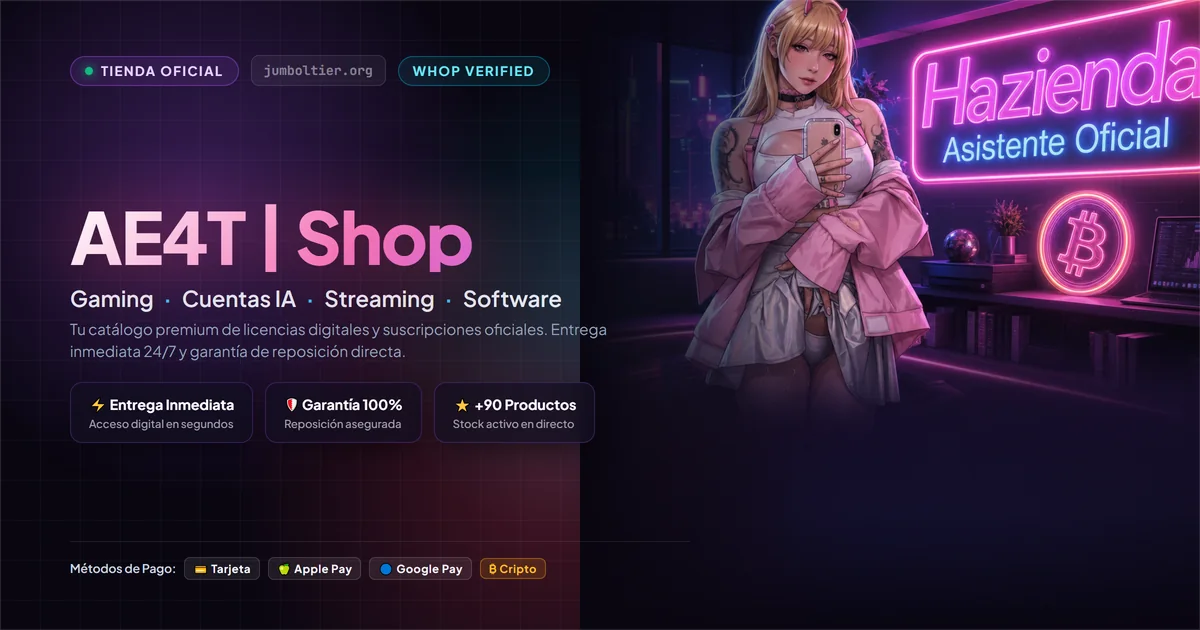 TIENDA OFICIAL
jumboltier.org
WHOP VERIFIED
Hazienda
Asistente Oficial
AE4T | Shop
Gaming · Cuentas IA · Streaming · Software
Tu catálogo premium de licencias digitales y suscripciones oficiales. Entrega
inmediata 24/7 y garantía de reposición directa.
⚡ Entrega Inmediata
Acceso digital en segundos
🛡️ Garantía 100%
Reposición asegurada
⭐ +90 Productos
Stock activo en directo
Métodos de Pago:
💳 Tarjeta
🍏 Apple Pay
🔵 Google Pay
₿ Cripto